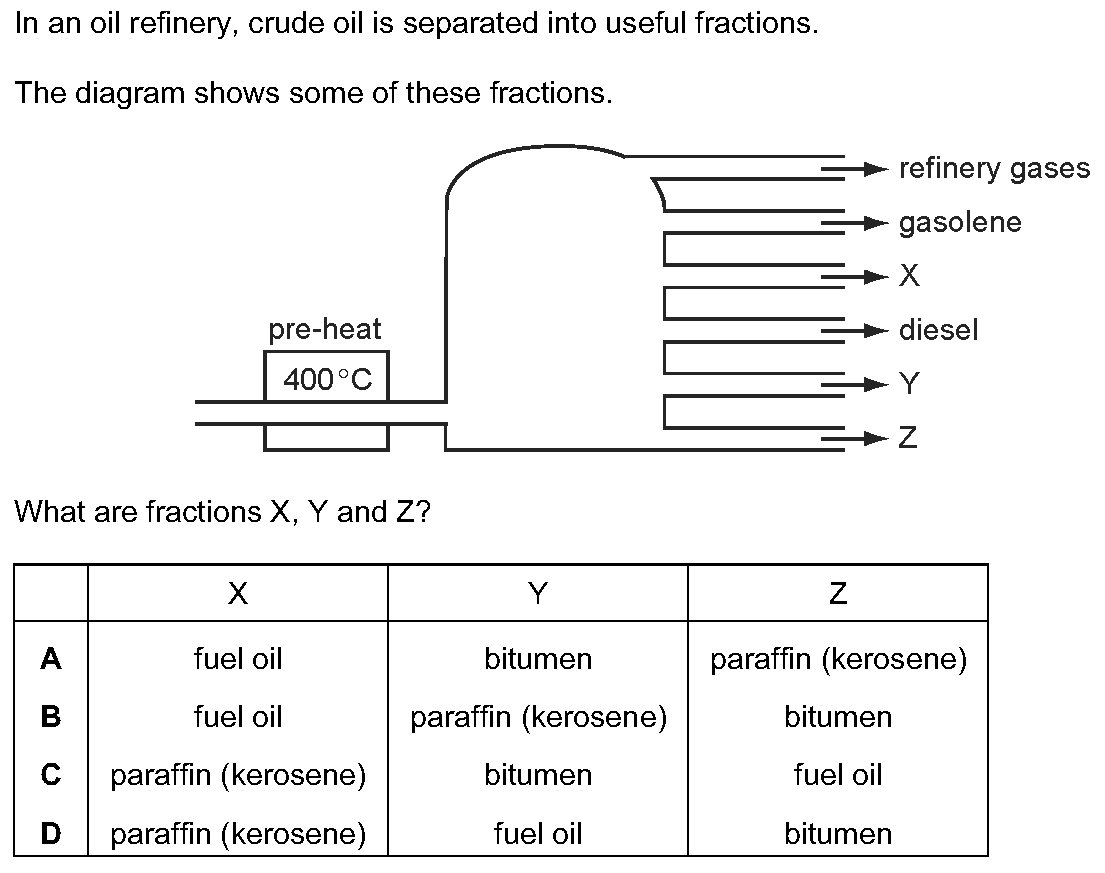 In an oil refinery, crude oil is separated into useful fractions.
The diagram shows some of these fractions.
refinery gases
gasolene
X
pre-heat
diesel
400°C
Y
Z
What are fractions X, Y and Z?
X Y Z
A fuel oil bitumen paraffin (kerosene)
B fuel oil paraffin (kerosene) bitumen
C paraffin (kerosene) bitumen fuel oil
D paraffin (kerosene) fuel oil bitumen